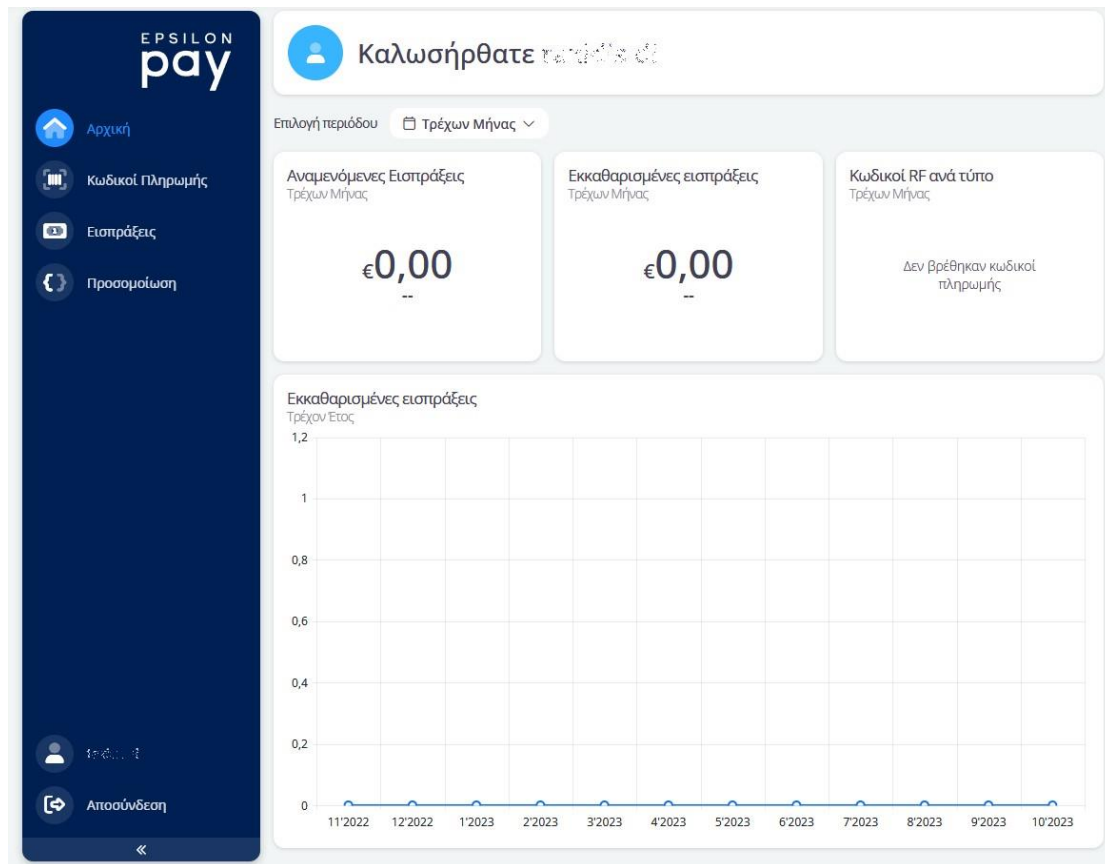 EPSILON
pay
Αρχική
Κωδικοί Πληρωμής
Εισπράξεις
Προσομοίωση
Αποσύνδεση
«
Καλωσήρθατε
Επιλογή περιόδου Τρέχων Μήνας
Αναμενόμενες Εισπράξεις
Τρέχων Μήνας
€0,00
--
Εκκαθαρισμένες εισπράξεις
Τρέχων Μήνας
€0,00
--
Κωδικοί RF ανά τύπο
Τρέχων Μήνας
Δεν βρέθηκαν κωδικοί
πληρωμής
Εκκαθαρισμένες εισπράξεις
Τρέχον Έτος
1,2
1
0,8
0,6
0,4
0,2
0
11'2022 12'2022 1'2023 2'2023 3'2023 4'2023 5'2023 6'2023 7'2023 8'2023 9'2023 10'2023